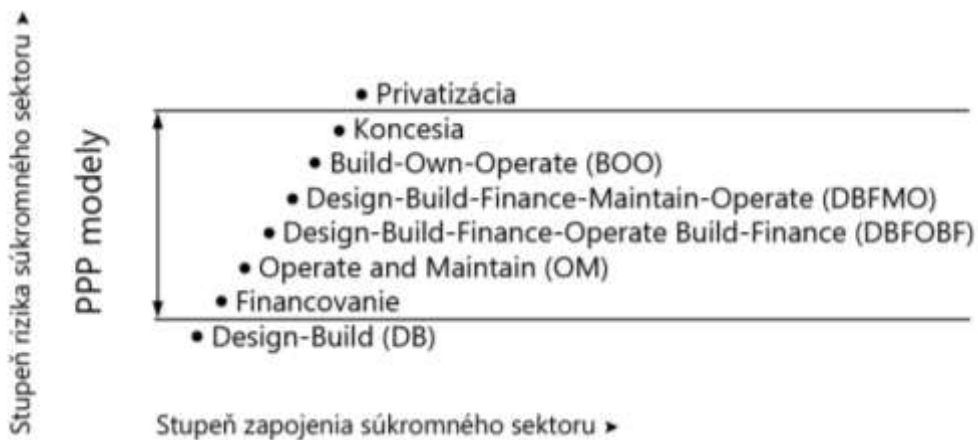 Stupeň rizika súkromného sektoru ➤
PPP modely
• Privatizácia
• Koncesia
• Build-Own-Operate (BOO)
• Design-Build-Finance-Maintain-Operate (DBFMO)
• Design-Build-Finance-Operate Build-Finance (DBFOBF)
• Operate and Maintain (OM)
• Financovanie
• Design-Build (DB)
Stupeň zapojenia súkromného sektoru ➤